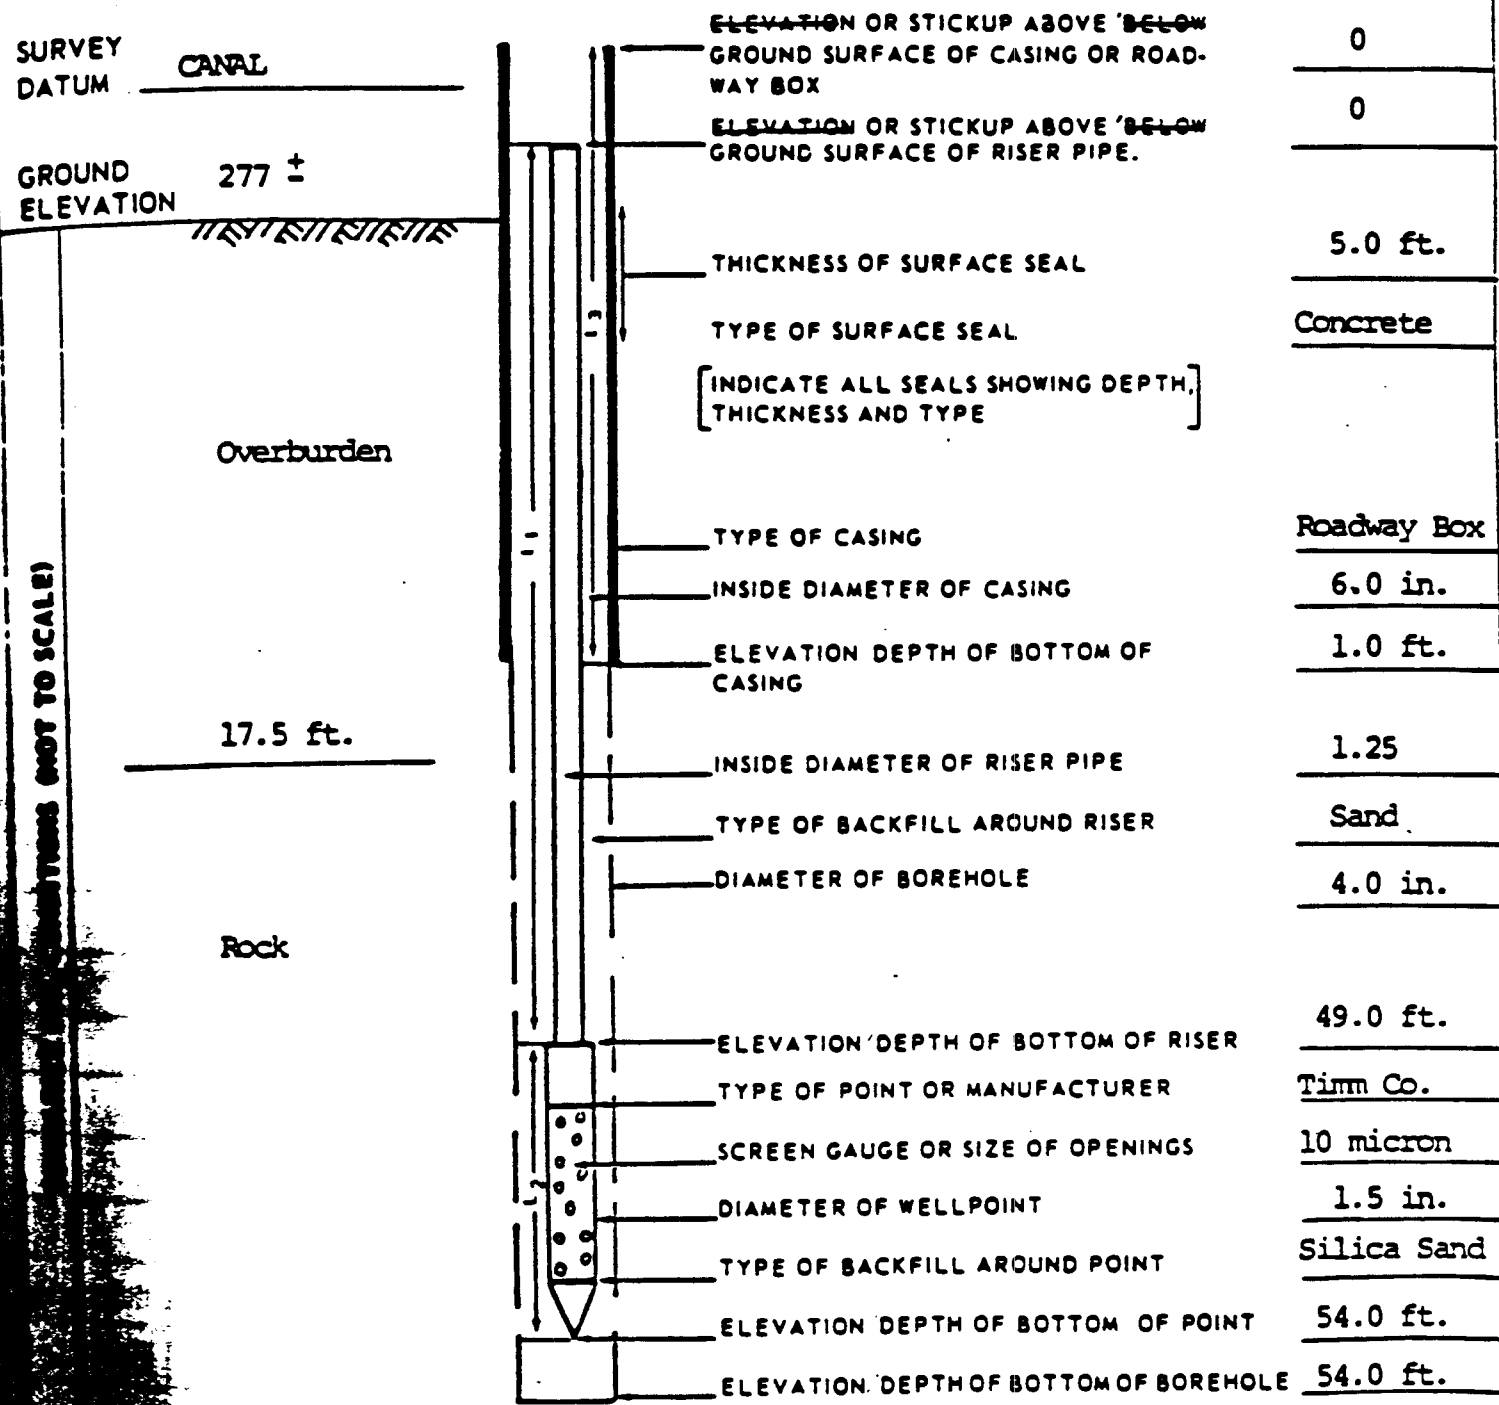 SURVEY
DATUM CANAL
GROUND 277 ±
ELEVATION
Overburden
17.5 ft.
Rock
(NOT TO SCALE)
L1
L3
L2
ELEVATION OR STICKUP ABOVE BELOW
GROUND SURFACE OF CASING OR ROAD-
WAY BOX
0
ELEVATION OR STICKUP ABOVE BELOW
GROUND SURFACE OF RISER PIPE.
0
THICKNESS OF SURFACE SEAL 5.0 ft.
TYPE OF SURFACE SEAL Concrete
[INDICATE ALL SEALS SHOWING DEPTH,
THICKNESS AND TYPE]
TYPE OF CASING Roadway Box
INSIDE DIAMETER OF CASING 6.0 in.
ELEVATION DEPTH OF BOTTOM OF
CASING
1.0 ft.
INSIDE DIAMETER OF RISER PIPE 1.25
TYPE OF BACKFILL AROUND RISER Sand
DIAMETER OF BOREHOLE 4.0 in.
ELEVATION DEPTH OF BOTTOM OF RISER 49.0 ft.
TYPE OF POINT OR MANUFACTURER Timm Co.
SCREEN GAUGE OR SIZE OF OPENINGS 10 micron
DIAMETER OF WELLPOINT 1.5 in.
TYPE OF BACKFILL AROUND POINT Silica Sand
ELEVATION DEPTH OF BOTTOM OF POINT 54.0 ft.
ELEVATION DEPTH OF BOTTOM OF BOREHOLE 54.0 ft.